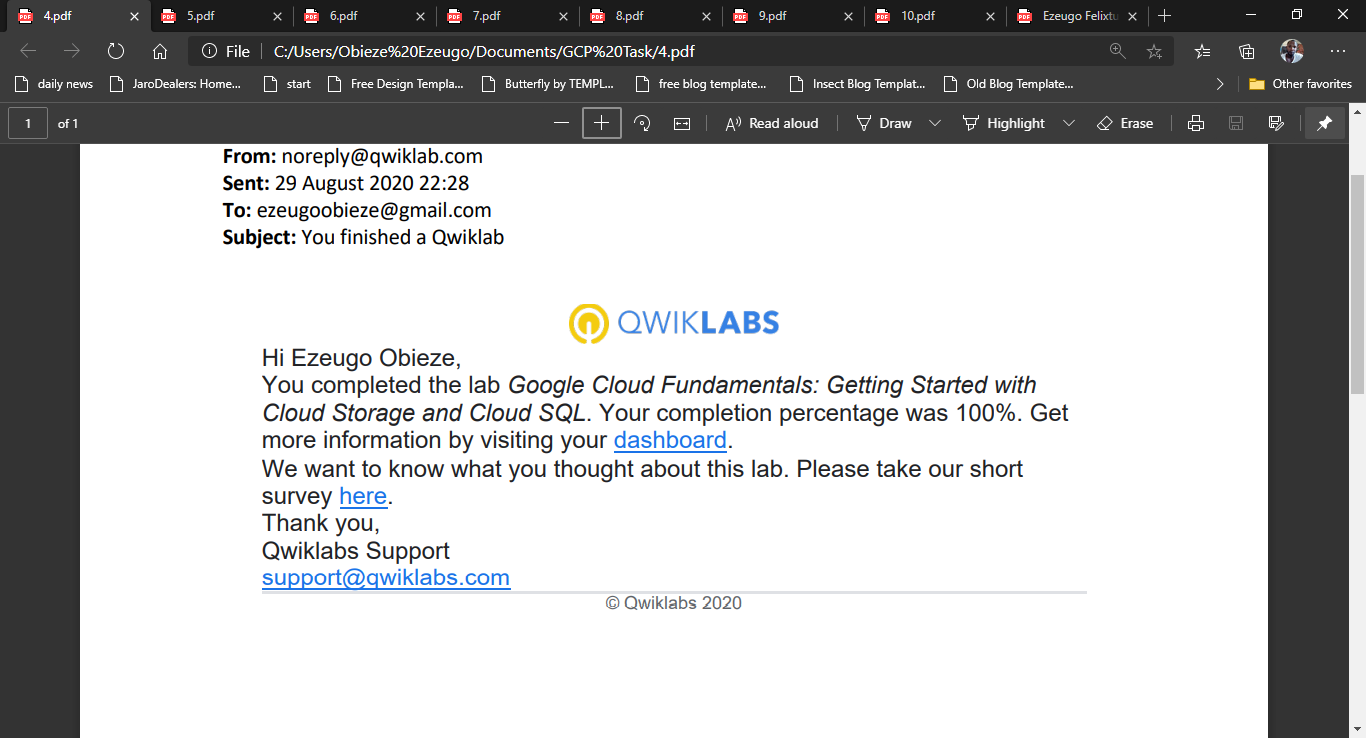 4.pdf
5.pdf
6.pdf
7.pdf
8.pdf
9.pdf
10.pdf
Ezeugo Felixtu
File
C:/Users/Obieze%20Ezeugo/Documents/GCP%20Task/4.pdf
daily news
JaroDealers: Home...
start
Free Design Templa...
Butterfly by TEMPL...
free blog template...
Insect Blog Templat...
Old Blog Template...
Other favorites
1 of 1
Read aloud
Draw
Highlight
Erase
From: noreply@qwiklab.com
Sent: 29 August 2020 22:28
To: ezeugoobieze@gmail.com
Subject: You finished a Qwiklab
QWIKLABS
Hi Ezeugo Obieze,
You completed the lab Google Cloud Fundamentals: Getting Started with
Cloud Storage and Cloud SQL. Your completion percentage was 100%. Get
more information by visiting your dashboard.
We want to know what you thought about this lab. Please take our short
survey here.
Thank you,
Qwiklabs Support
support@qwiklabs.com
© Qwiklabs 2020